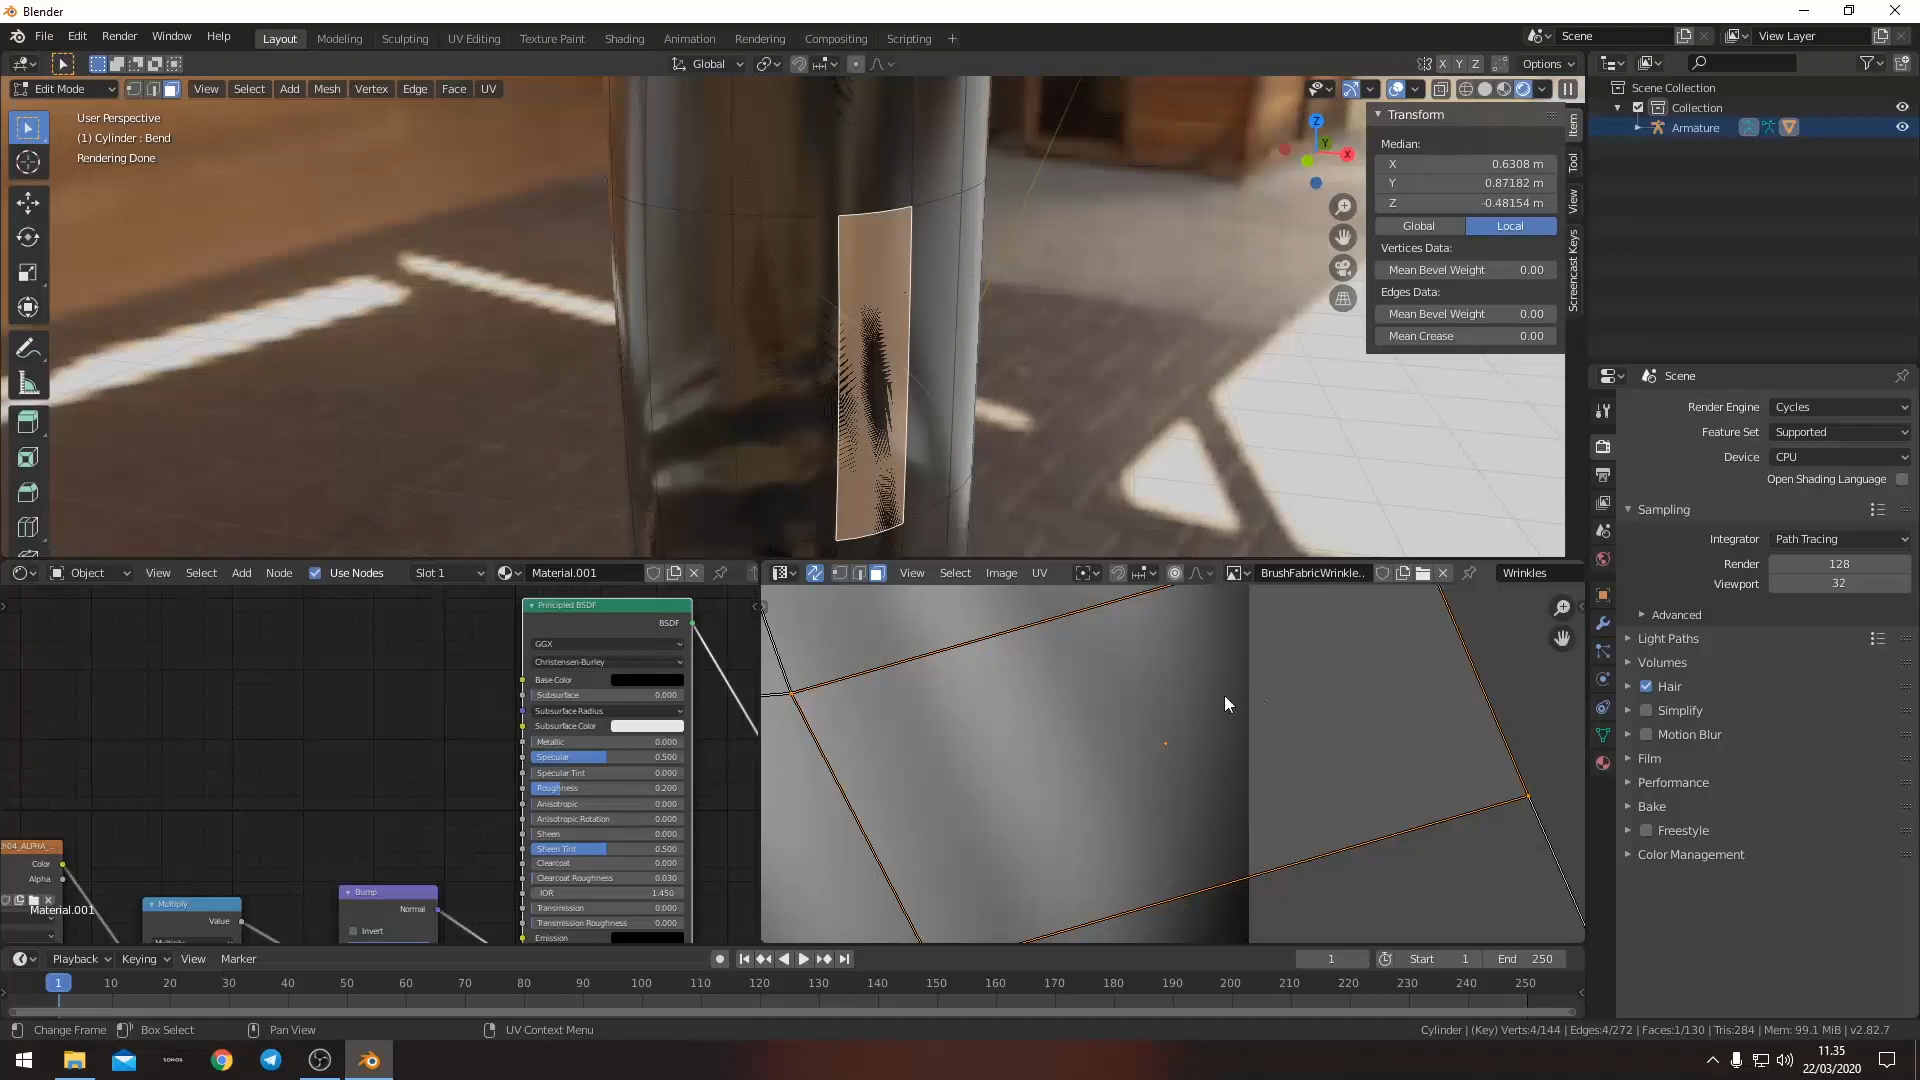 Blender
File Edit Render Window Help
Layout Modeling Sculpting UV Editing Texture Paint Shading Animation Rendering Compositing Scripting +
Scene View Layer
Global Options X Y Z
Edit Mode View Select Add Mesh Vertex Edge Face UV
User Perspective
(1) Cylinder : Bend
Rendering Done
Z
Y
X
Transform
Median:
X 0.6308 m
Y 0.87182 m
Z -0.48154 m
Global Local
Vertices Data:
Mean Bevel Weight 0.00
Edges Data:
Mean Bevel Weight 0.00
Mean Crease 0.00
Item
Tool
View
Screencast Keys
Scene Collection
Collection
Armature
Scene
Render Engine Cycles
Feature Set Supported
Device CPU
Open Shading Language
Sampling
Integrator Path Tracing
Render 128
Viewport 32
Advanced
Light Paths
Volumes
Hair
Simplify
Motion Blur
Film
Performance
Bake
Freestyle
Color Management
Object View Select Add Node Use Nodes Slot 1 Material.001
View Select Image UV BrushFabricWrinkle.. Wrinkles
Principled BSDF
BSDF
GGX
Christensen-Burley
Base Color
Subsurface 0.000
Subsurface Radius
Subsurface Color
Metallic 0.000
Specular 0.500
Specular Tint 0.000
Roughness 0.200
Anisotropic 0.000
Anisotropic Rotation 0.000
Sheen 0.000
Sheen Tint 0.500
Clearcoat 0.000
Clearcoat Roughness 0.030
IOR 1.450
Transmission 0.000
Transmission Roughness 0.000
Emission
h04_ALPHA_...
Color
Alpha
Material.001
Multiply
Value
Multiply
Bump
Normal
Invert
Playback Keying View Marker 1 Start 1 End 250
1 10 20 30 40 50 60 70 80 90 100 110 120 130 140 150 160 170 180 190 200 210 220 230 240 250
Change Frame Box Select Pan View UV Context Menu
Cylinder | (Key) Verts:4/144 | Edges:4/272 | Faces:1/130 | Tris:284 | Mem: 99.1 MiB | v2.82.7
SONOS
11.35
22/03/2020